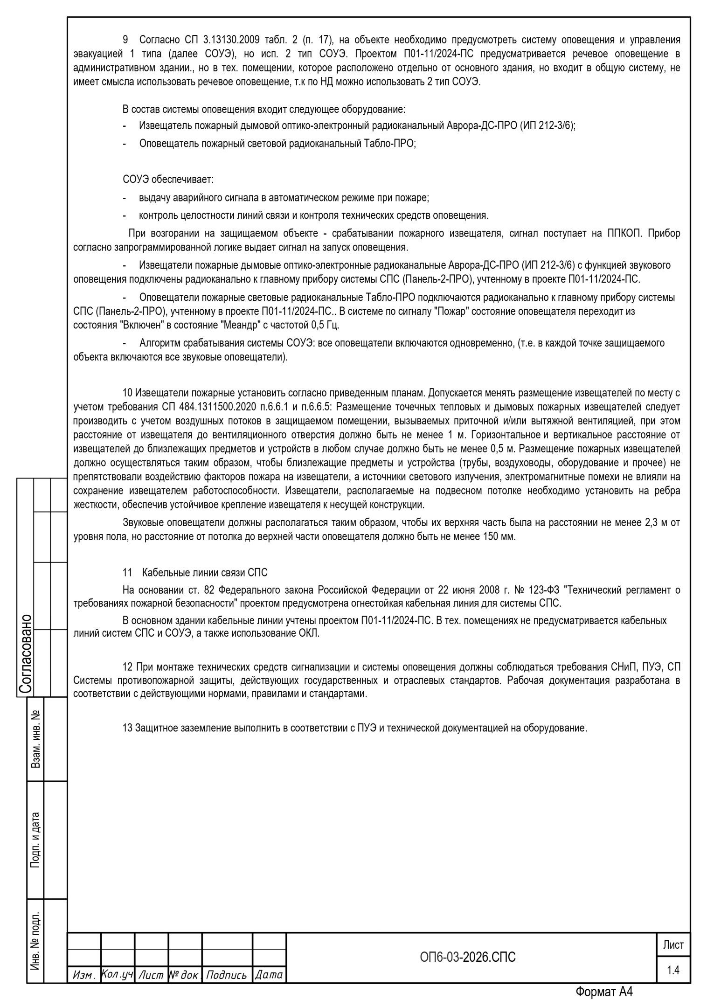 9 Согласно СП 3.13130.2009 табл. 2 (п. 17), на объекте необходимо предусмотреть систему оповещения и управления
эвакуацией 1 типа (далее СОУЭ), но исп. 2 тип СОУЭ. Проектом П01-11/2024-ПС предусматривается речевое оповещение в
административном здании., но в тех. помещении, которое расположено отдельно от основного здания, но входит в общую систему, не
имеет смысла использовать речевое оповещение, т.к по НД можно использовать 2 тип СОУЭ.
В состав системы оповещения входит следующее оборудование:
- Извещатель пожарный дымовой оптико-электронный радиоканальный Аврора-ДС-ПРО (ИП 212-3/6);
- Оповещатель пожарный световой радиоканальный Табло-ПРО;
СОУЭ обеспечивает:
- выдачу аварийного сигнала в автоматическом режиме при пожаре;
- контроль целостности линий связи и контроля технических средств оповещения.
При возгорании на защищаемом объекте - срабатывании пожарного извещателя, сигнал поступает на ППКОП. Прибор
согласно запрограммированной логике выдает сигнал на запуск оповещения.
- Извещатели пожарные дымовые оптико-электронные радиоканальные Аврора-ДС-ПРО (ИП 212-3/6) с функцией звукового
оповещения подключены радиоканально к главному прибору системы СПС (Панель-2-ПРО), учтенному в проекте П01-11/2024-ПС.
- Оповещатели пожарные световые радиоканальные Табло-ПРО подключаются радиоканально к главному прибору системы
СПС (Панель-2-ПРО), учтенному в проекте П01-11/2024-ПС.. В системе по сигналу "Пожар" состояние оповещателя переходит из
состояния "Включен" в состояние "Меандр" с частотой 0,5 Гц.
- Алгоритм срабатывания системы СОУЭ: все оповещатели включаются одновременно, (т.е. в каждой точке защищаемого
объекта включаются все звуковые оповещатели).
10 Извещатели пожарные установить согласно приведенным планам. Допускается менять размещение извещателей по месту с
учетом требования СП 484.1311500.2020 п.6.6.1 и п.6.6.5: Размещение точечных тепловых и дымовых пожарных извещателей следует
производить с учетом воздушных потоков в защищаемом помещении, вызываемых приточной и/или вытяжной вентиляцией, при этом
расстояние от извещателя до вентиляционного отверстия должно быть не менее 1 м. Горизонтальное и вертикальное расстояние от
извещателей до близлежащих предметов и устройств в любом случае должно быть не менее 0,5 м. Размещение пожарных извещателей
должно осуществляться таким образом, чтобы близлежащие предметы и устройства (трубы, воздуховоды, оборудование и прочее) не
препятствовали воздействию факторов пожара на извещатели, а источники светового излучения, электромагнитные помехи не влияли на
сохранение извещателем работоспособности. Извещатели, располагаемые на подвесном потолке необходимо установить на ребра
жесткости, обеспечив устойчивое крепление извещателя к несущей конструкции.
Звуковые оповещатели должны располагаться таким образом, чтобы их верхняя часть была на расстоянии не менее 2,3 м от
уровня пола, но расстояние от потолка до верхней части оповещателя должно быть не менее 150 мм.
11 Кабельные линии связи СПС
На основании ст. 82 Федерального закона Российской Федерации от 22 июня 2008 г. № 123-ФЗ "Технический регламент о
требованиях пожарной безопасности" проектом предусмотрена огнестойкая кабельная линия для системы СПС.
В основном здании кабельные линии учтены проектом П01-11/2024-ПС. В тех. помещениях не предусматривается кабельных
линий систем СПС и СОУЭ, а также использование ОКЛ.
12 При монтаже технических средств сигнализации и системы оповещения должны соблюдаться требования СНиП, ПУЭ, СП
Системы противопожарной защиты, действующих государственных и отраслевых стандартов. Рабочая документация разработана в
соответствии с действующими нормами, правилами и стандартами.
13 Защитное заземление выполнить в соответствии с ПУЭ и технической документацией на оборудование.
Согласовано
Взам. инв. №
Подп. и дата
Инв. № подл.
Изм. Кол.уч Лист № док. Подпись Дата
ОП6-03-2026.СПС
Лист
1.4
Формат А4